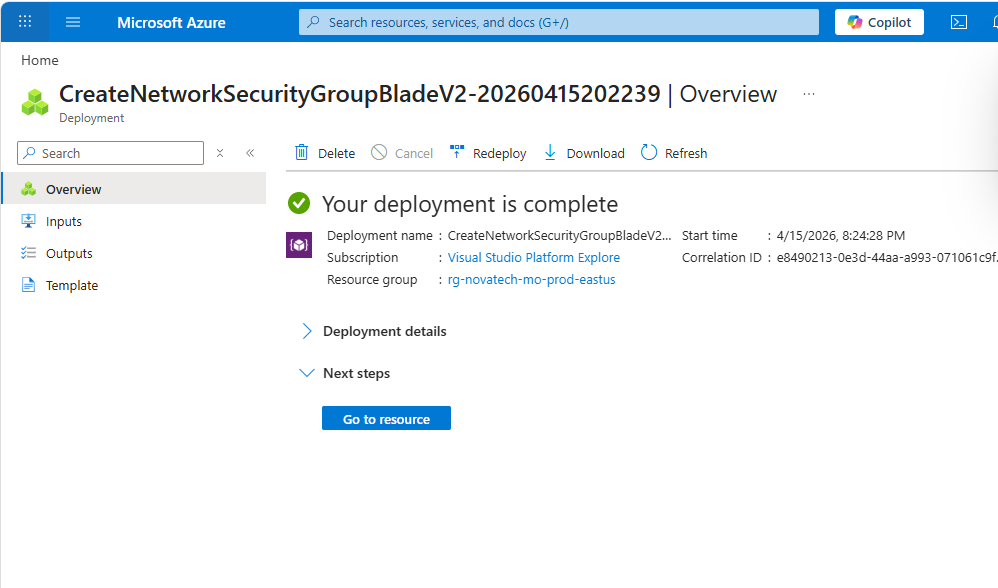 Microsoft Azure
Search resources, services, and docs (G+/)
Copilot
Home
CreateNetworkSecurityGroupBladeV2-20260415202239 | Overview ...
Deployment
Search
Overview
Inputs
Outputs
Template
Delete Cancel Redeploy Download Refresh
Your deployment is complete
Deployment name : CreateNetworkSecurityGroupBladeV2... Start time : 4/15/2026, 8:24:28 PM
Subscription : Visual Studio Platform Explore Correlation ID : e8490213-0e3d-44aa-a993-071061c9f.
Resource group : rg-novatech-mo-prod-eastus
Deployment details
Next steps
Go to resource